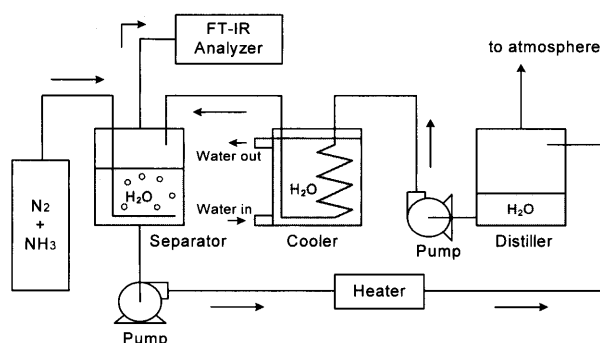 FT-IR
Analyzer
to atmosphere
N2
+
NH3
H2O
Separator
Water out
Water in
H2O
Cooler
Pump
H2O
Distiller
Heater
Pump